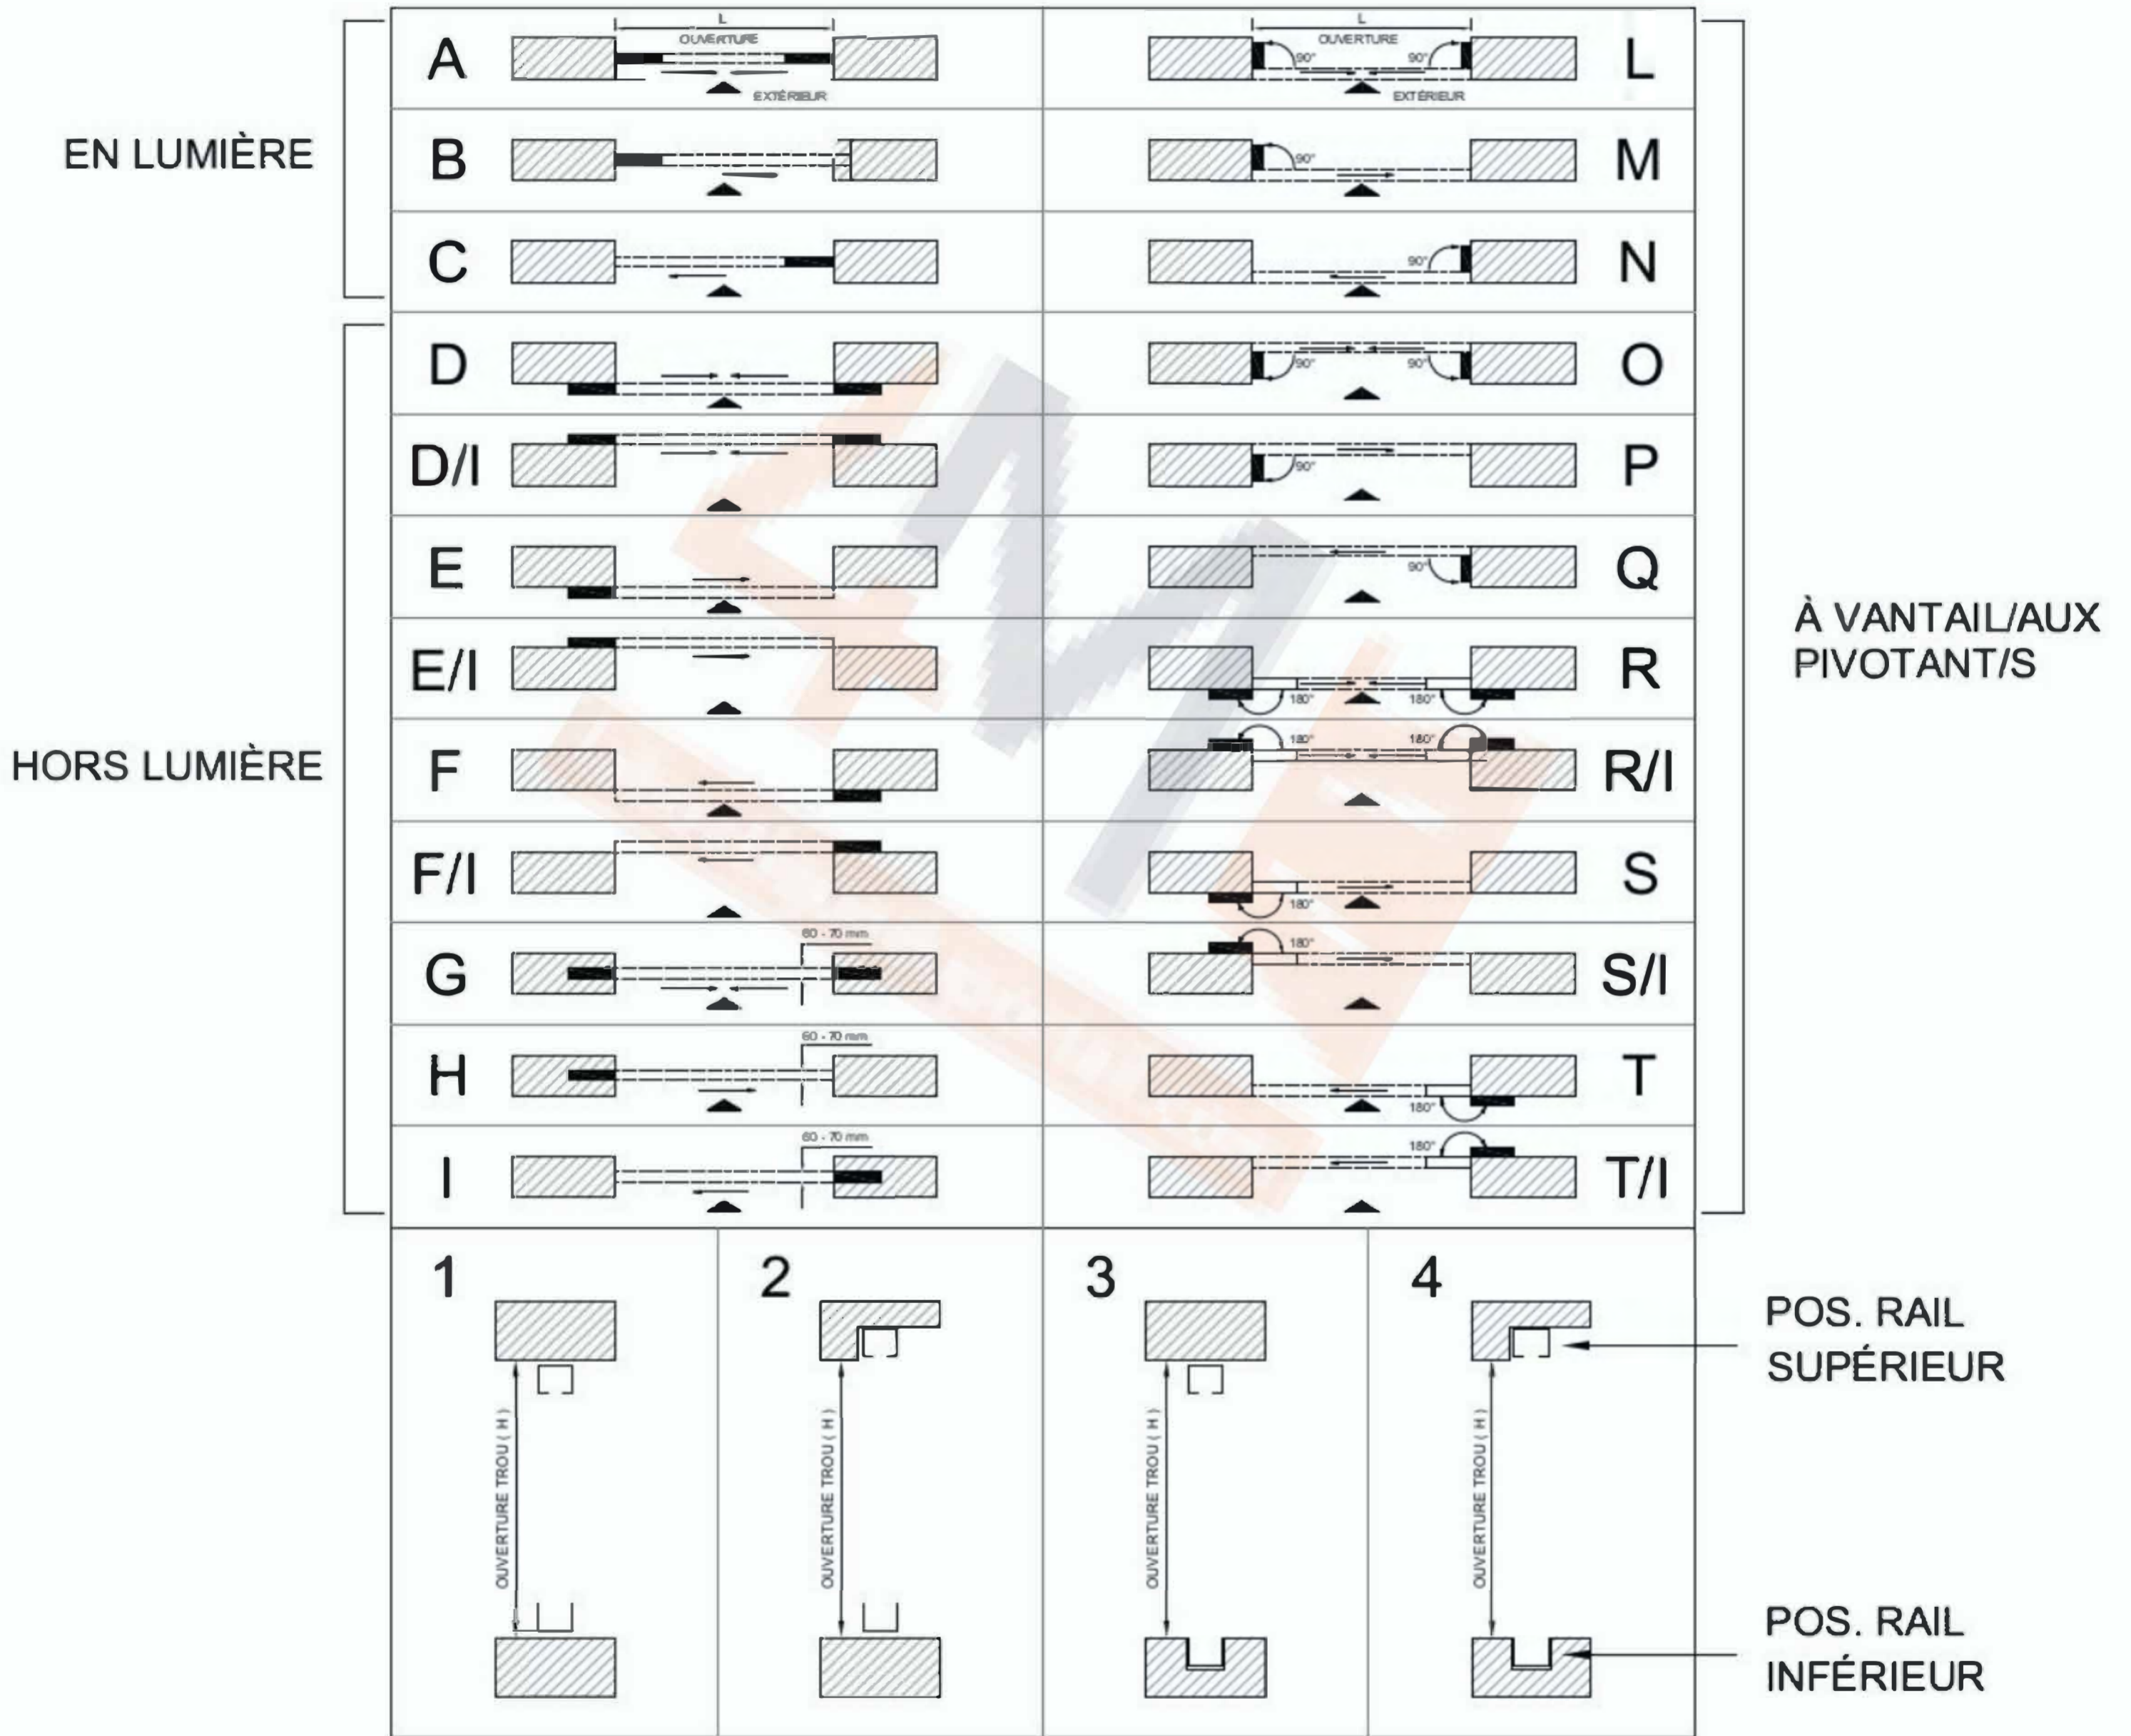 A
L
OUVERTURE
EXTÉRIEUR
L
OUVERTURE
90°
90°
EXTÉRIEUR
L
EN LUMIÈRE
B
90°
M
C
90°
N
D
90°
90°
O
D/I
90°
P
E
90°
Q
À VANTAIL/AUX
PIVOTANT/S
E/I
180°
180°
R
HORS LUMIÈRE
F
180°
180°
R/I
F/I
180°
S
G
60 - 70 mm
180°
S/I
H
60 - 70 mm
180°
T
I
60 - 70 mm
180°
T/I
1
2
3
4
OUVERTURE TROU ( H )
OUVERTURE TROU ( H )
OUVERTURE TROU ( H )
OUVERTURE TROU ( H )
POS. RAIL
SUPÉRIEUR
POS. RAIL
INFÉRIEUR